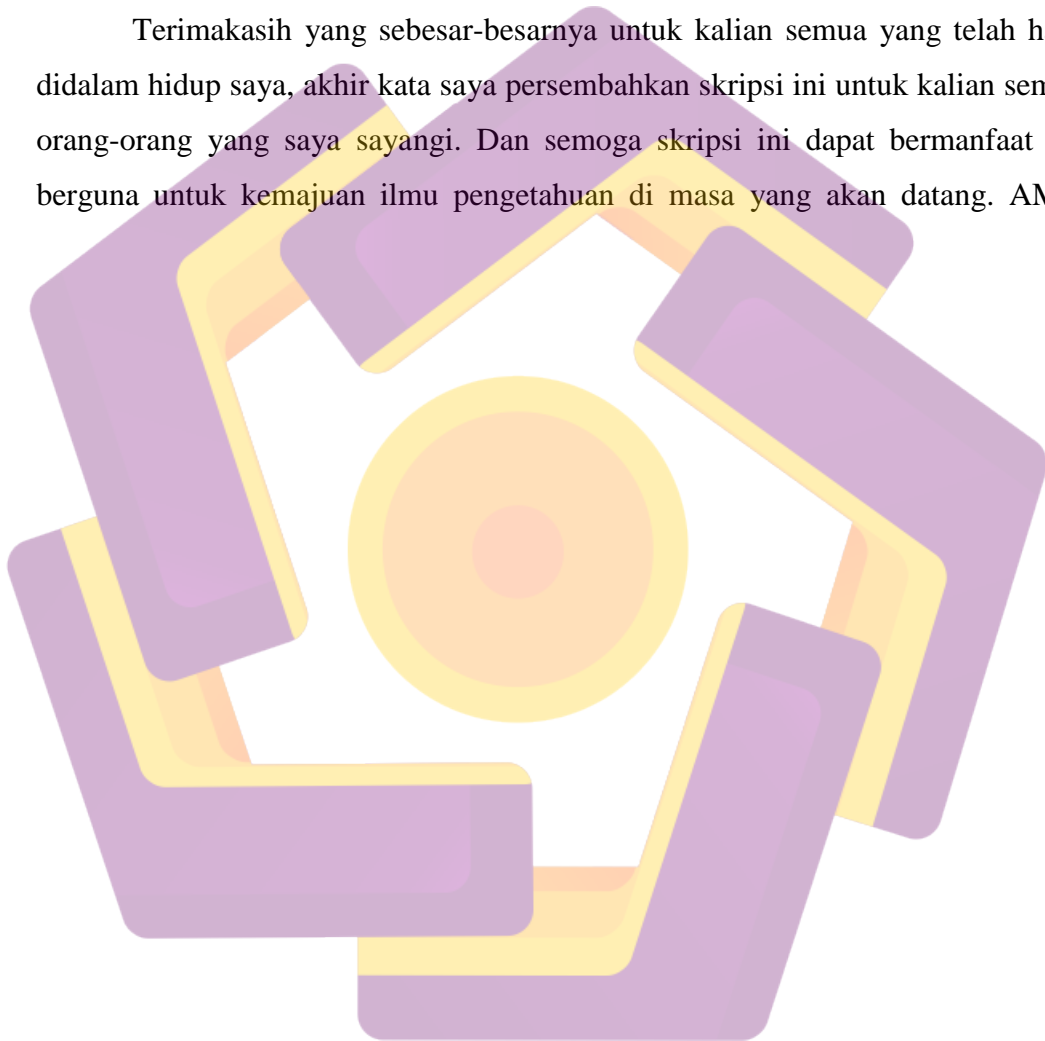 Terimakasih yang sebesar-besarnya untuk kalian semua yang telah
didalam hidup saya, akhir kata saya persembahkan skripsi ini untuk kalian
orang-orang yang saya sayangi. Dan semoga skripsi ini dapat bermanfaat
berguna untuk kemajuan ilmu pengetahuan di masa yang akan datang.